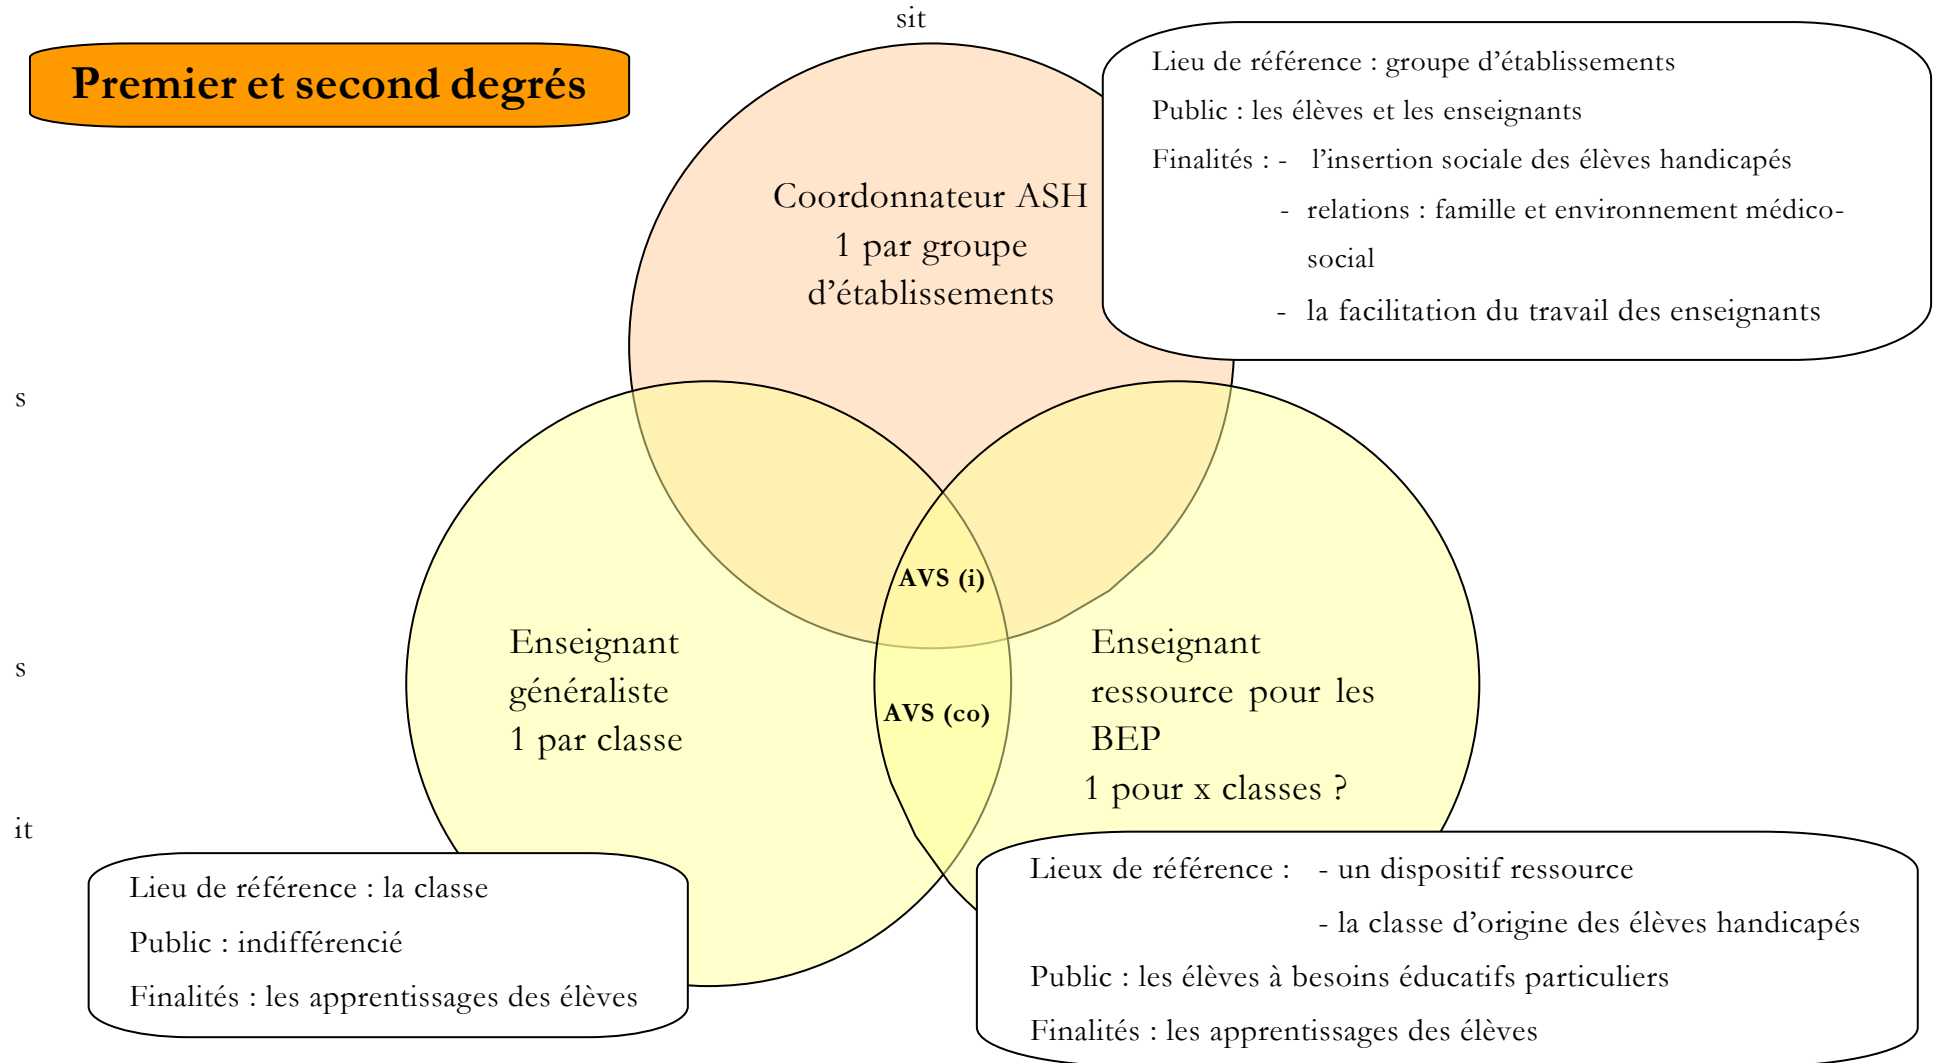 sit
Premier et second degrés
Lieu de référence : groupe d’établissements
Public : les élèves et les enseignants
Finalités : - l’insertion sociale des élèves handicapés
- relations : famille et environnement médico-
social
- la facilitation du travail des enseignants
Coordonnateur ASH
1 par groupe
d’établissements
s
AVS (i)
Enseignant
généraliste
1 par classe
s
AVS (co)
Enseignant
ressource pour les
BEP
1 pour x classes ?
it
Lieu de référence : la classe
Public : indifférencié
Finalités : les apprentissages des élèves
Lieux de référence : - un dispositif ressource
- la classe d’origine des élèves handicapés
Public : les élèves à besoins éducatifs particuliers
Finalités : les apprentissages des élèves